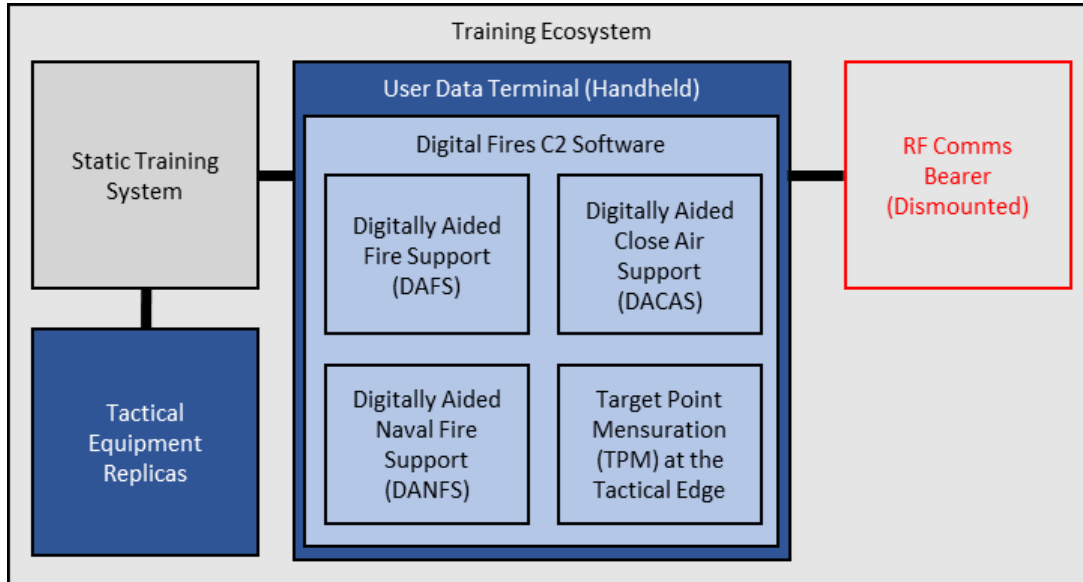 Training Ecosystem
Static Training
System
Tactical
Equipment
Replicas
User Data Terminal (Handheld)
Digital Fires C2 Software
Digitally Aided
Fire Support
(DAFS)
Digitally Aided
Close Air
Support
(DACAS)
Digitally Aided
Naval Fire
Support
(DANFS)
Target Point
Mensuration
(TPM) at the
Tactical Edge
RF Comms
Bearer
(Dismounted)